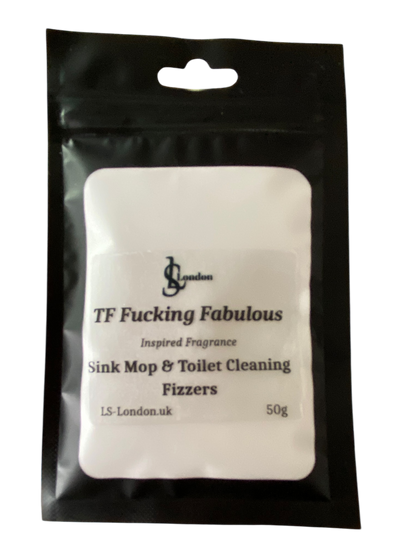 LS London
TF Fucking Fabulous
Inspired Fragrance
Sink Mop & Toilet Cleaning
Fizzers
LS-London.uk 50g